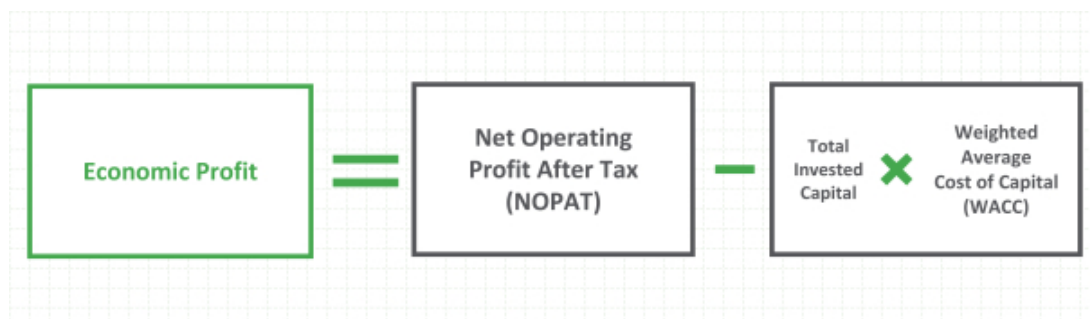 Economic Profit
Net Operating
Profit After Tax
(NOPAT)
Total
Invested
Capital
Weighted
Average
Cost of Capital
(WACC)